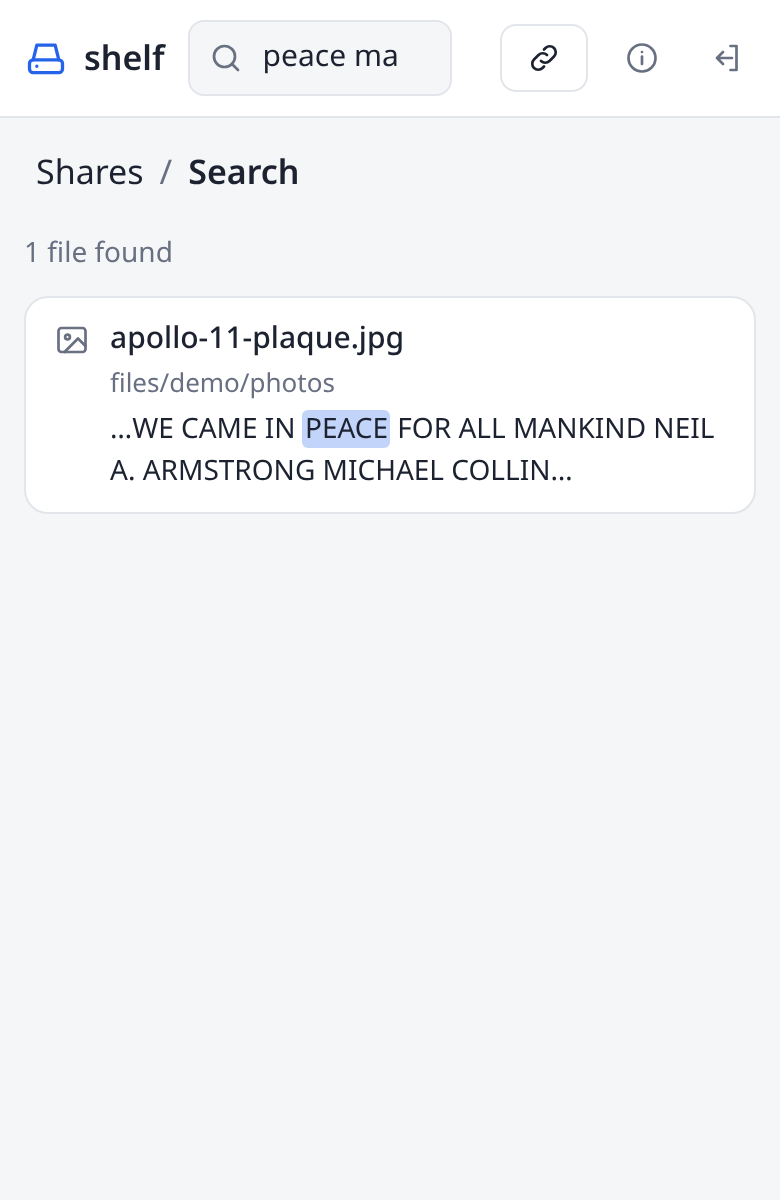 shelf
peace ma
Shares / Search
1 file found
apollo-11-plaque.jpg
files/demo/photos
...WE CAME IN PEACE FOR ALL MANKIND NEIL
A. ARMSTRONG MICHAEL COLLIN...